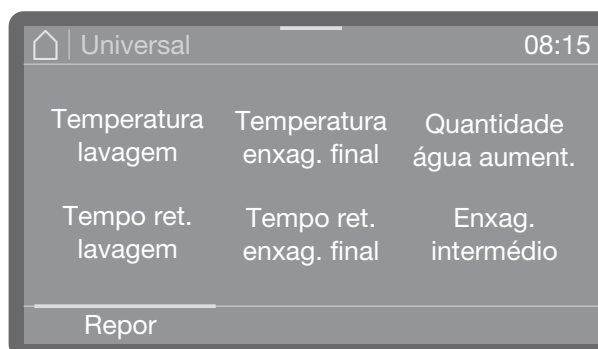 Universal 08:15
Temperatura Temperatura Quantidade
lavagem enxag. final água aument.
Tempo ret. Tempo ret. Enxag.
lavagem enxag. final intermédio
Repor